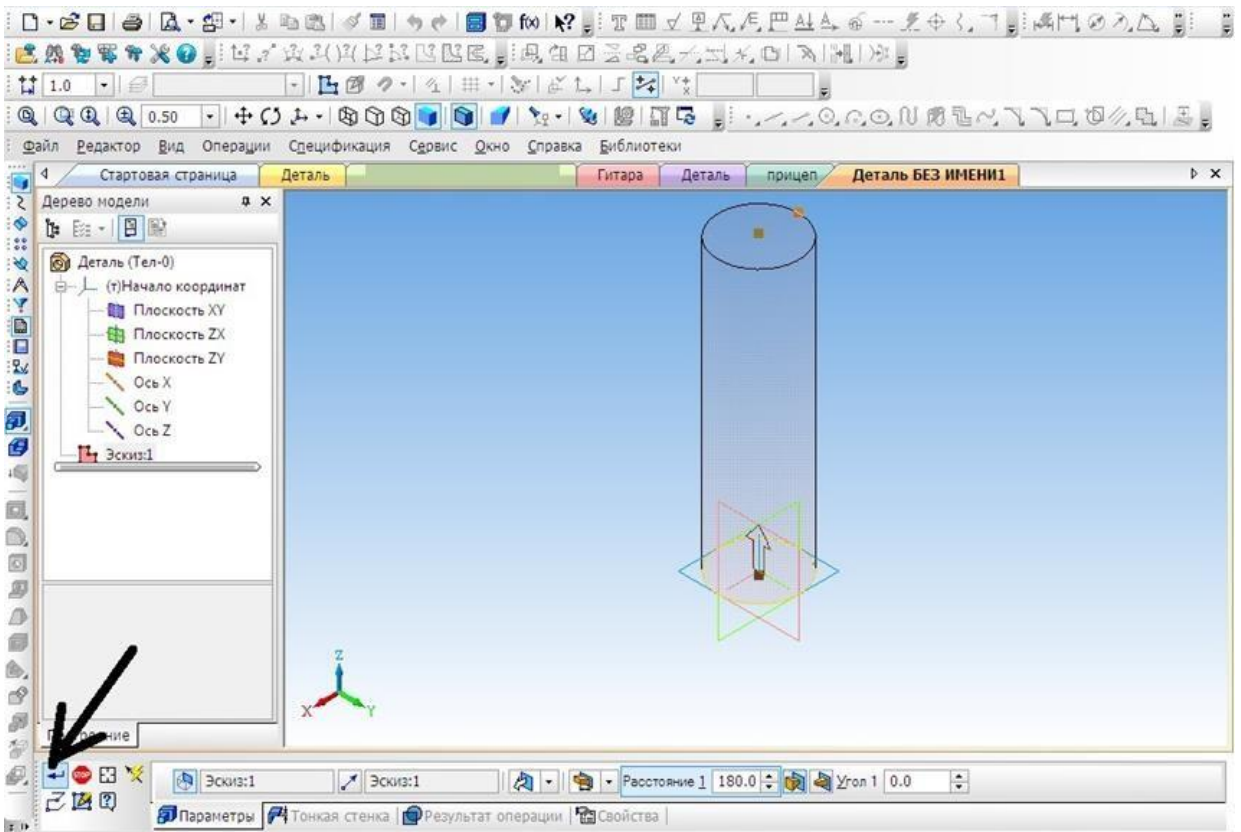 1.0
0.50
Файл Редактор Вид Операции Спецификация Сервис Окно Справка Библиотеки
Стартовая страница Деталь Гитара Деталь прицеп Деталь БЕЗ ИМЕНИ1
Дерево модели
Деталь (Тел-0)
(т)Начало координат
Плоскость XY
Плоскость ZX
Плоскость ZY
Ось X
Ось Y
Ось Z
Эскиз:1
Z
X Y
STOP Эскиз:1 Эскиз:1 Расстояние 1 180.0 Угол 1 0.0
Параметры Тонкая стенка Результат операции Свойства